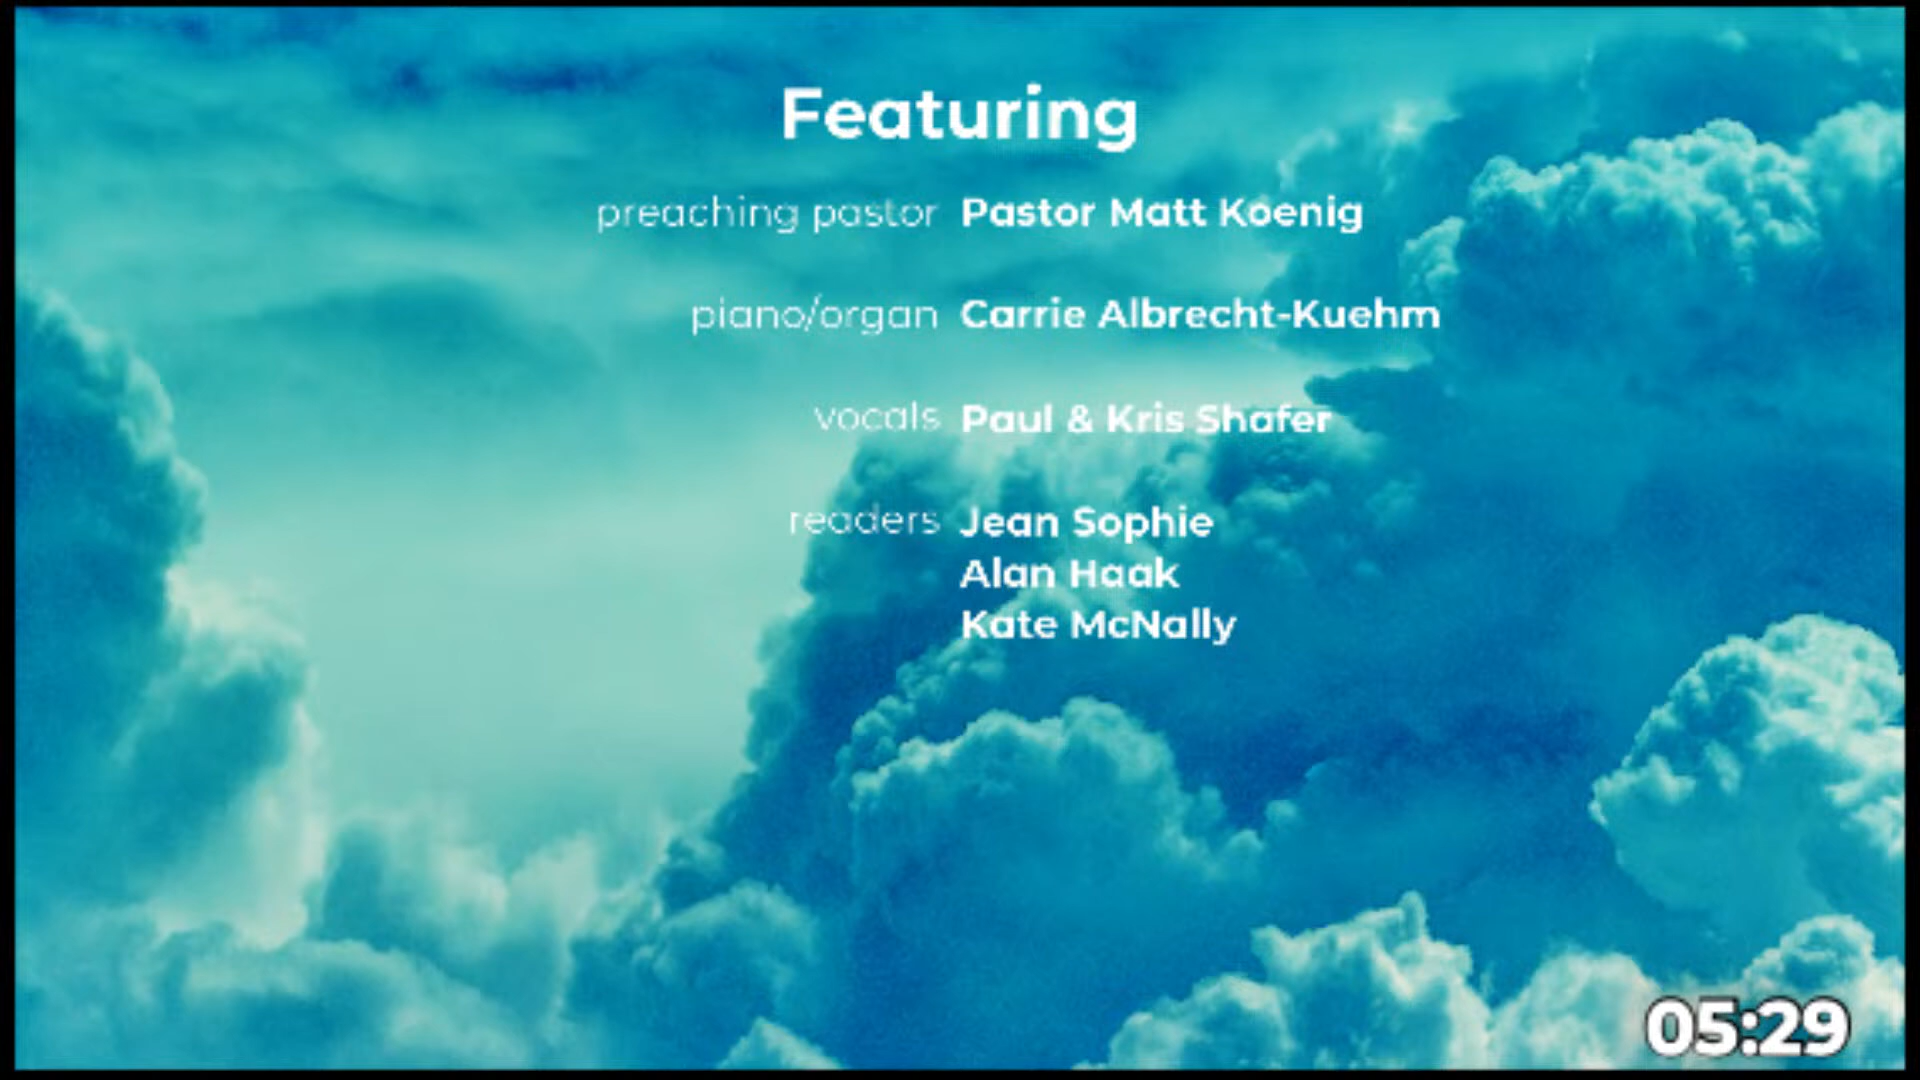 Featuring
preaching pastor Pastor Matt Koenig
piano/organ Carrie Albrecht-Kuehm
vocals Paul & Kris Shafer
readers Jean Sophie
Alan Haak
Kate McNally
05:29